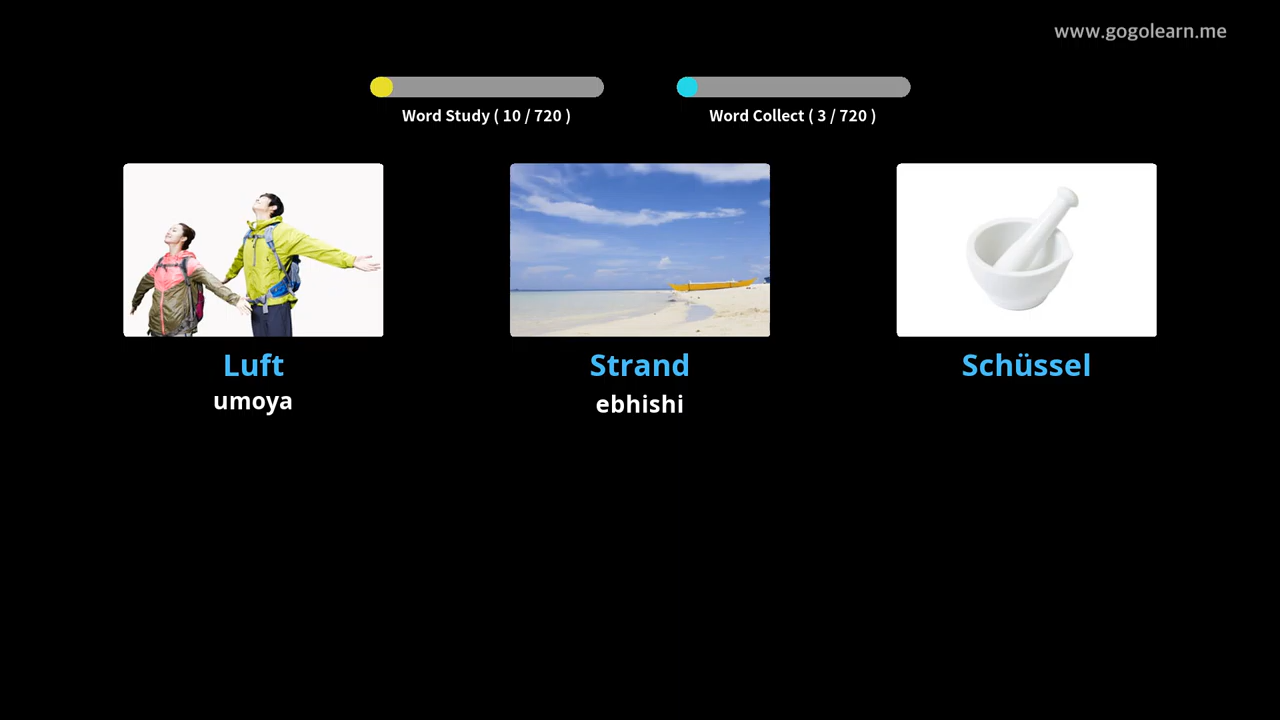 www.gogolearn.me
Word Study ( 10 / 720 )
Word Collect ( 3 / 720 )
Luft
Strand
Schüssel
umoya
ebhishi